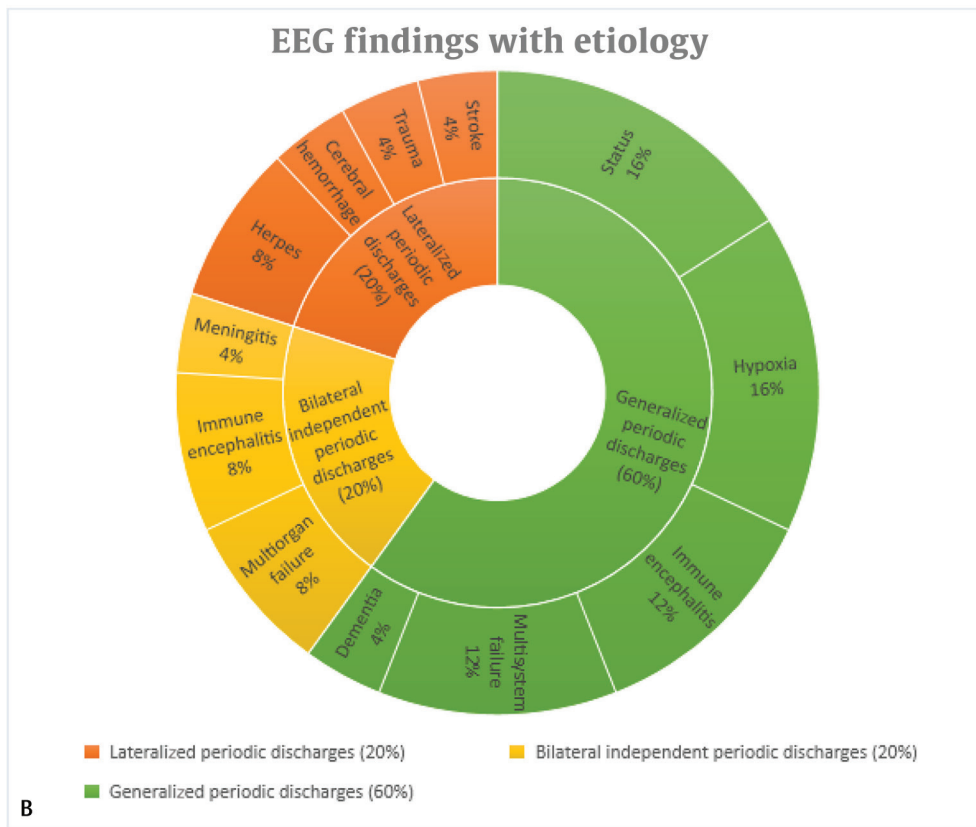 EEG findings with etiology
Status
16%
Hypoxia
16%
Immune
encephalitis
12%
Multisystem
failure
12%
Dementia
4%
Multiorgan
failure
8%
Immune
encephalitis
8%
Meningitis
4%
Herpes
8%
Cerebral
hemorrhage
Trauma
4%
Stroke
4%
Lateralized
periodic
discharges
(20%)
Bilateral
independent
periodic
discharges
(20%)
Generalized
periodic
discharges
(60%)
Lateralized periodic discharges (20%)
Bilateral independent periodic discharges (20%)
Generalized periodic discharges (60%)
B